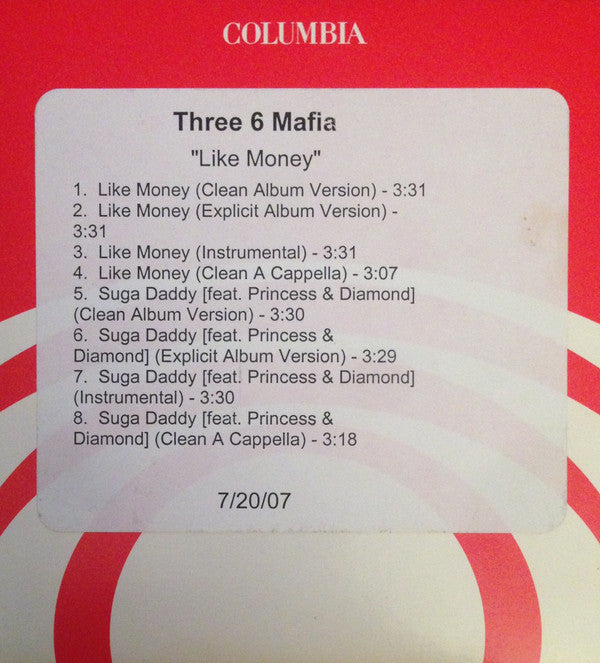 COLUMBIA
Three 6 Mafia
"Like Money"
1. Like Money (Clean Album Version) - 3:31
2. Like Money (Explicit Album Version) -
3:31
3. Like Money (Instrumental) - 3:31
4. Like Money (Clean A Cappella) - 3:07
5. Suga Daddy [feat. Princess & Diamond]
(Clean Album Version) - 3:30
6. Suga Daddy [feat. Princess &
Diamond] (Explicit Album Version) - 3:29
7. Suga Daddy [feat. Princess & Diamond]
(Instrumental) - 3:30
8. Suga Daddy [feat. Princess &
Diamond] (Clean A Cappella) - 3:18
7/20/07